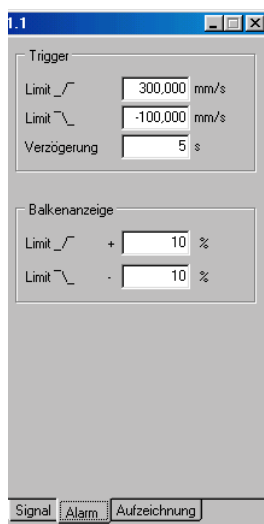 1.1
Trigger
Limit _/‾ 300,000 mm/s
Limit ‾\_ -100,000 mm/s
Verzögerung 5 s
Balkenanzeige
Limit _/‾ + 10 %
Limit ‾\_ - 10 %
Signal Alarm Aufzeichnung